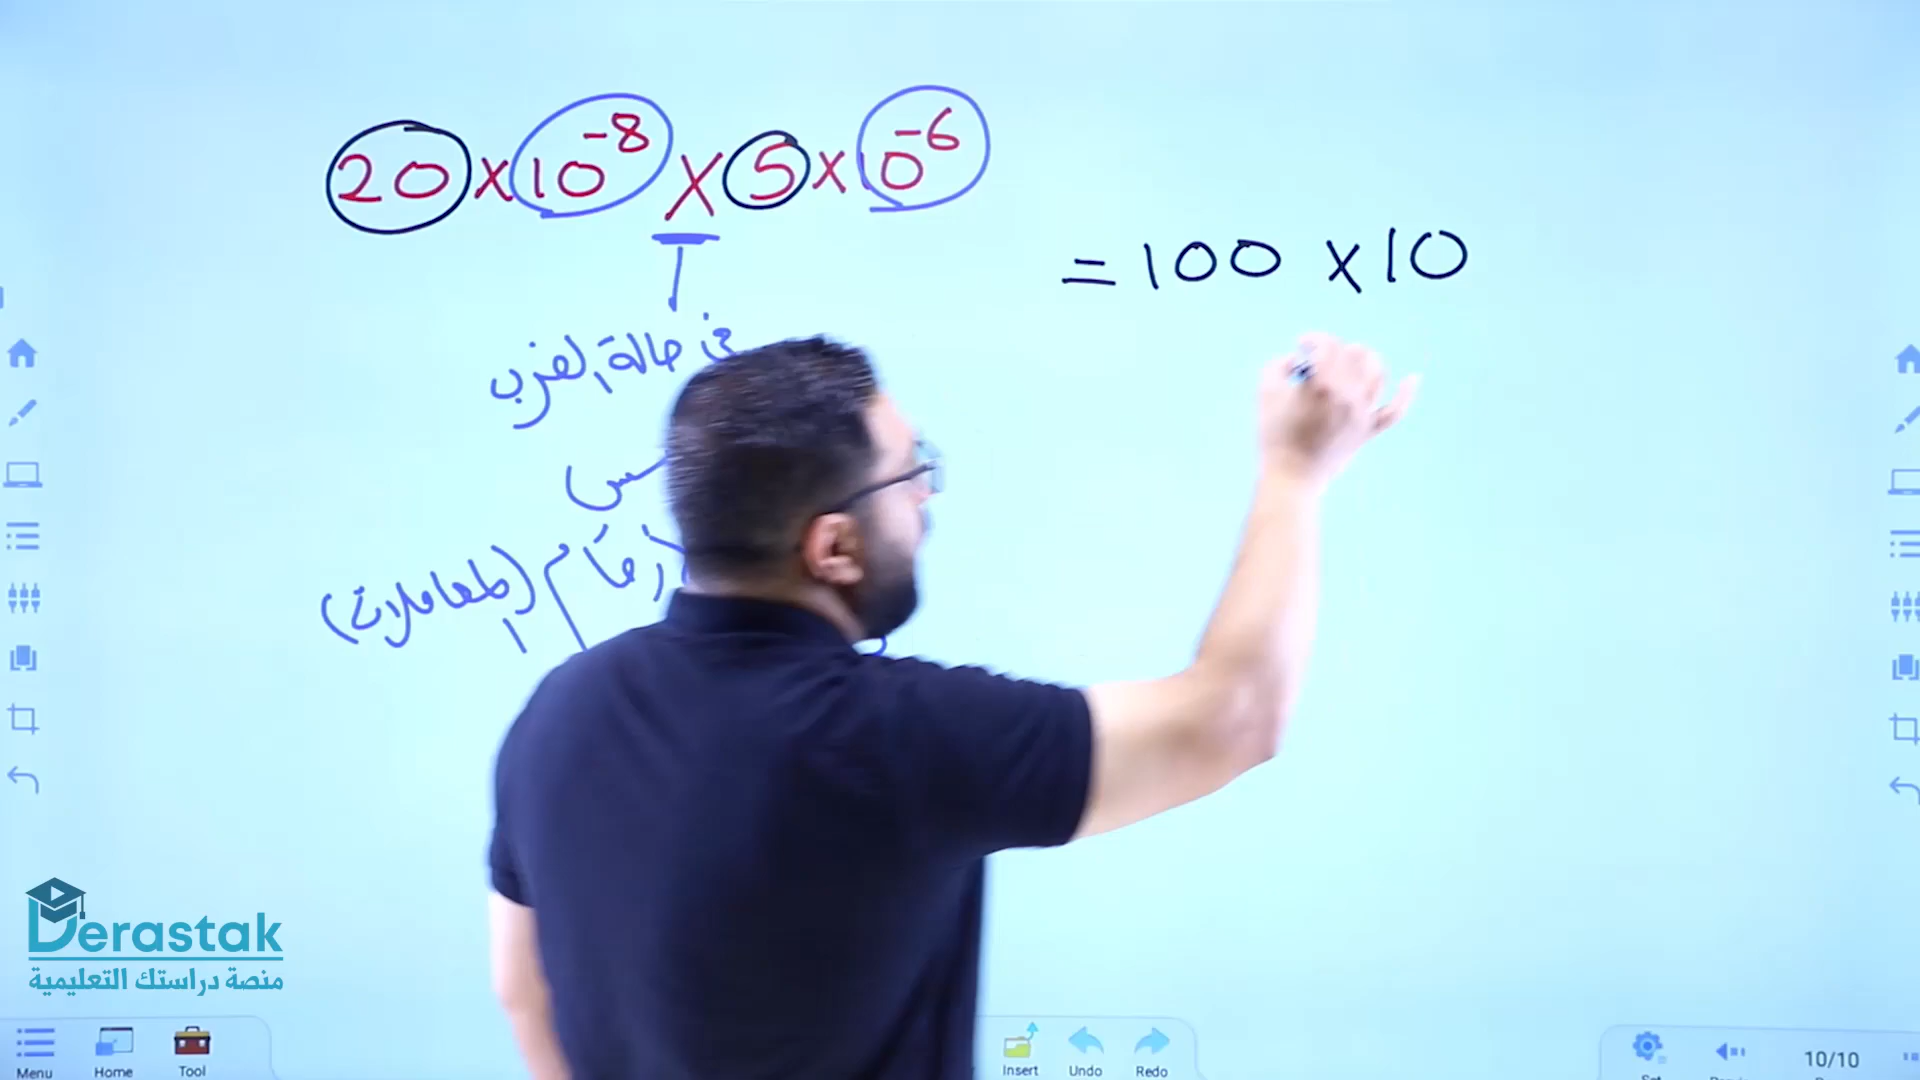 20 × 10⁻⁸ × 5 × 10⁻⁶
= 100 × 10
في حالة الضرب
(المعاملات)
Derastak
منصة دراستك التعليمية
Menu Home Tool Insert Undo Redo 10/10